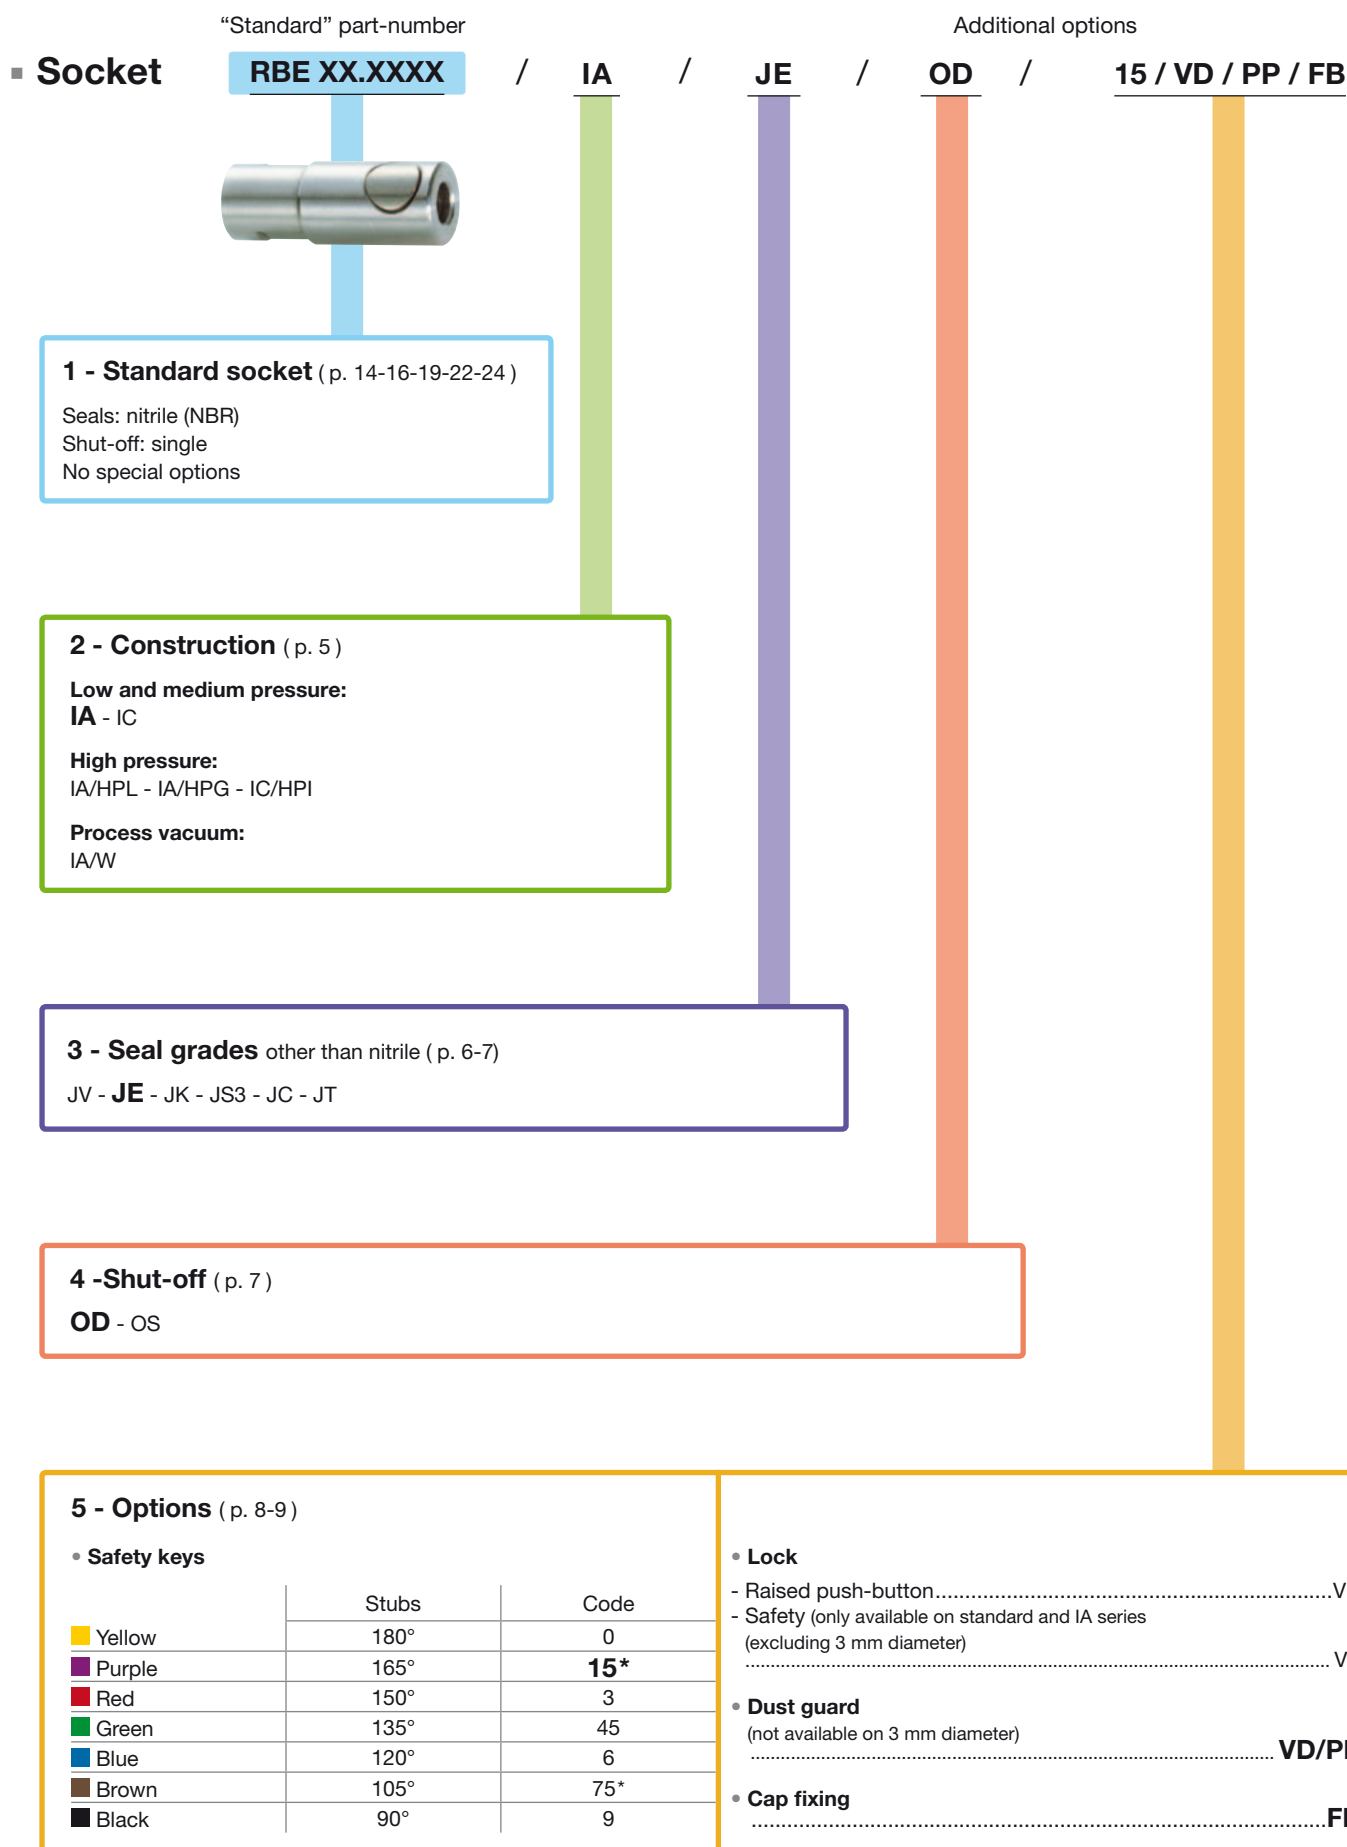 “Standard” part-number Additional options
▪ Socket RBE XX.XXXX / IA / JE / OD / 15 / VD / PP / FB
1 - Standard socket ( p. 14-16-19-22-24 )
Seals: nitrile (NBR)
Shut-off: single
No special options
2 - Construction ( p. 5 )
Low and medium pressure:
IA - IC
High pressure:
IA/HPL - IA/HPG - IC/HPI
Process vacuum:
IA/W
3 - Seal grades other than nitrile ( p. 6-7)
JV - JE - JK - JS3 - JC - JT
4 -Shut-off ( p. 7 )
OD - OS
5 - Options ( p. 8-9 )
• Safety keys
Stubs Code
Yellow 180° 0
Purple 165° 15*
Red 150° 3
Green 135° 45
Blue 120° 6
Brown 105° 75*
Black 90° 9
• Lock
- Raised push-button
- Safety (only available on standard and IA series
(excluding 3 mm diameter)
• Dust guard
(not available on 3 mm diameter)
• Cap fixing